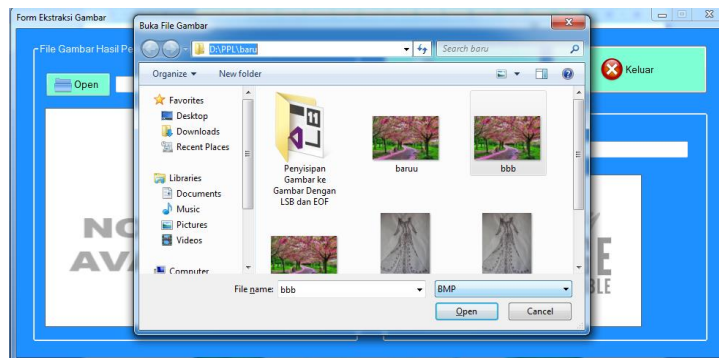 Form Ekstraksi Gambar
Buka File Gambar
File Gambar Hasil Pe
D:\PPL\baru
Search baru
Keluar
Organize
New folder
Open
Favorites
Desktop
Downloads
Recent Places
Libraries
Documents
Music
Pictures
Videos
Computer
Penyisipan
Gambar ke
Gambar Dengan
LSB dan EOF
baruu
bbb
NO
AVA
E
BLE
File name:
bbb
BMP
Open
Cancel